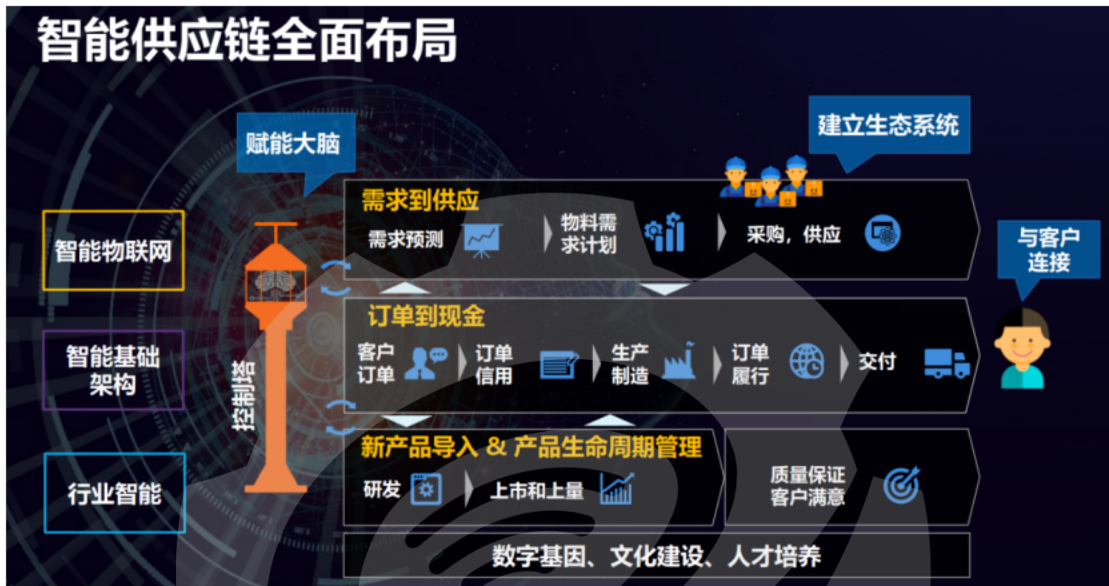 智能供应链全面布局
赋能大脑
建立生态系统
智能物联网
智能基础
架构
行业智能
控制塔
需求到供应
需求预测
物料需
求计划
采购，供应
与客户
连接
订单到现金
客户
订单
订单
信用
生产
制造
订单
履行
交付
新产品导入 & 产品生命周期管理
研发
上市和上量
质量保证
客户满意
数字基因、文化建设、人才培养